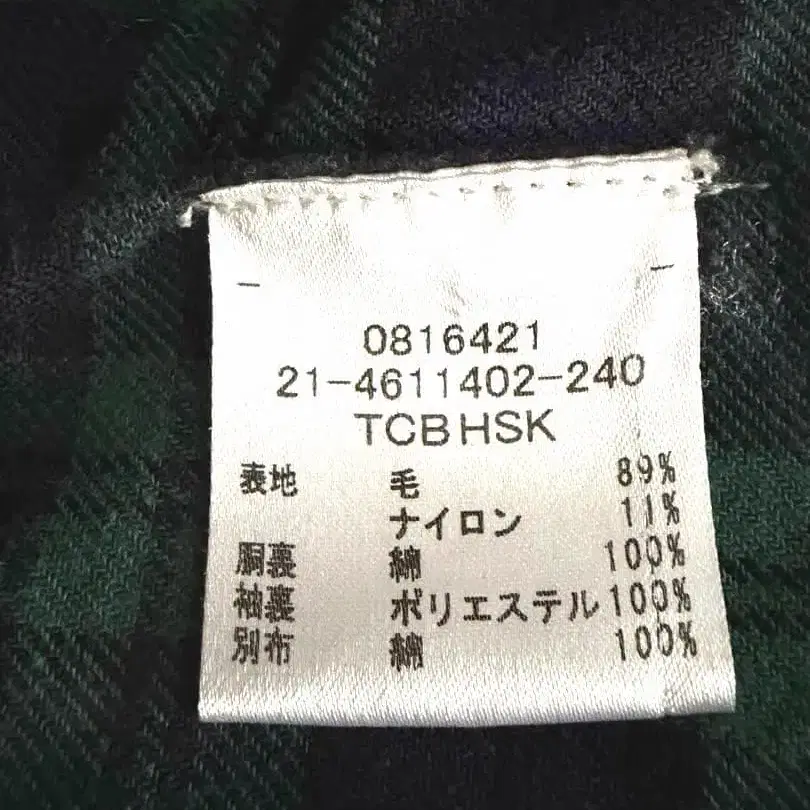 0816421
21-4611402-240
TCBHSK
表地 毛 89%
ナイロン 11%
胴裏 綿 100%
袖裏 ポリエステル 100%
別布 綿 100%